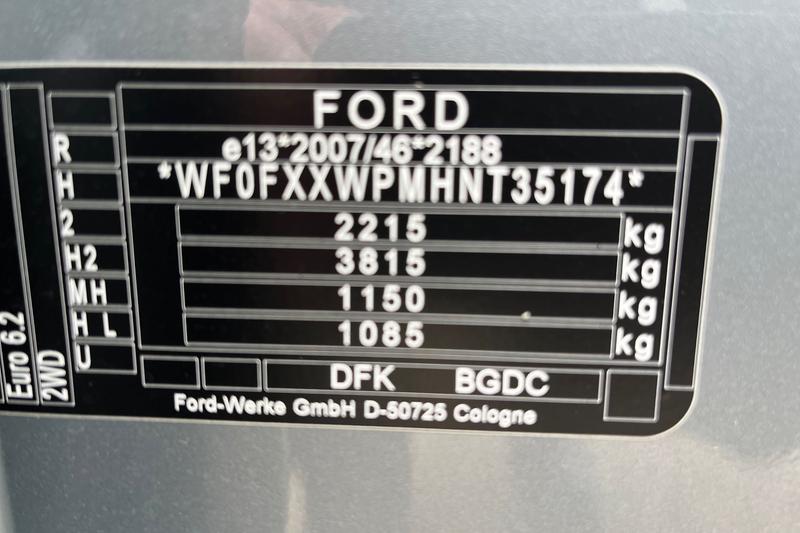 FORD
e13*2007/46*2188
*WF0FXXWPMHNT35174*
2215 kg
3815 kg
1150 kg
1085 kg
DFK BGDC
Ford-Werke GmbH D-50725 Cologne
R
H
2
H2
MH
HL
U
Euro 6.2
2WD